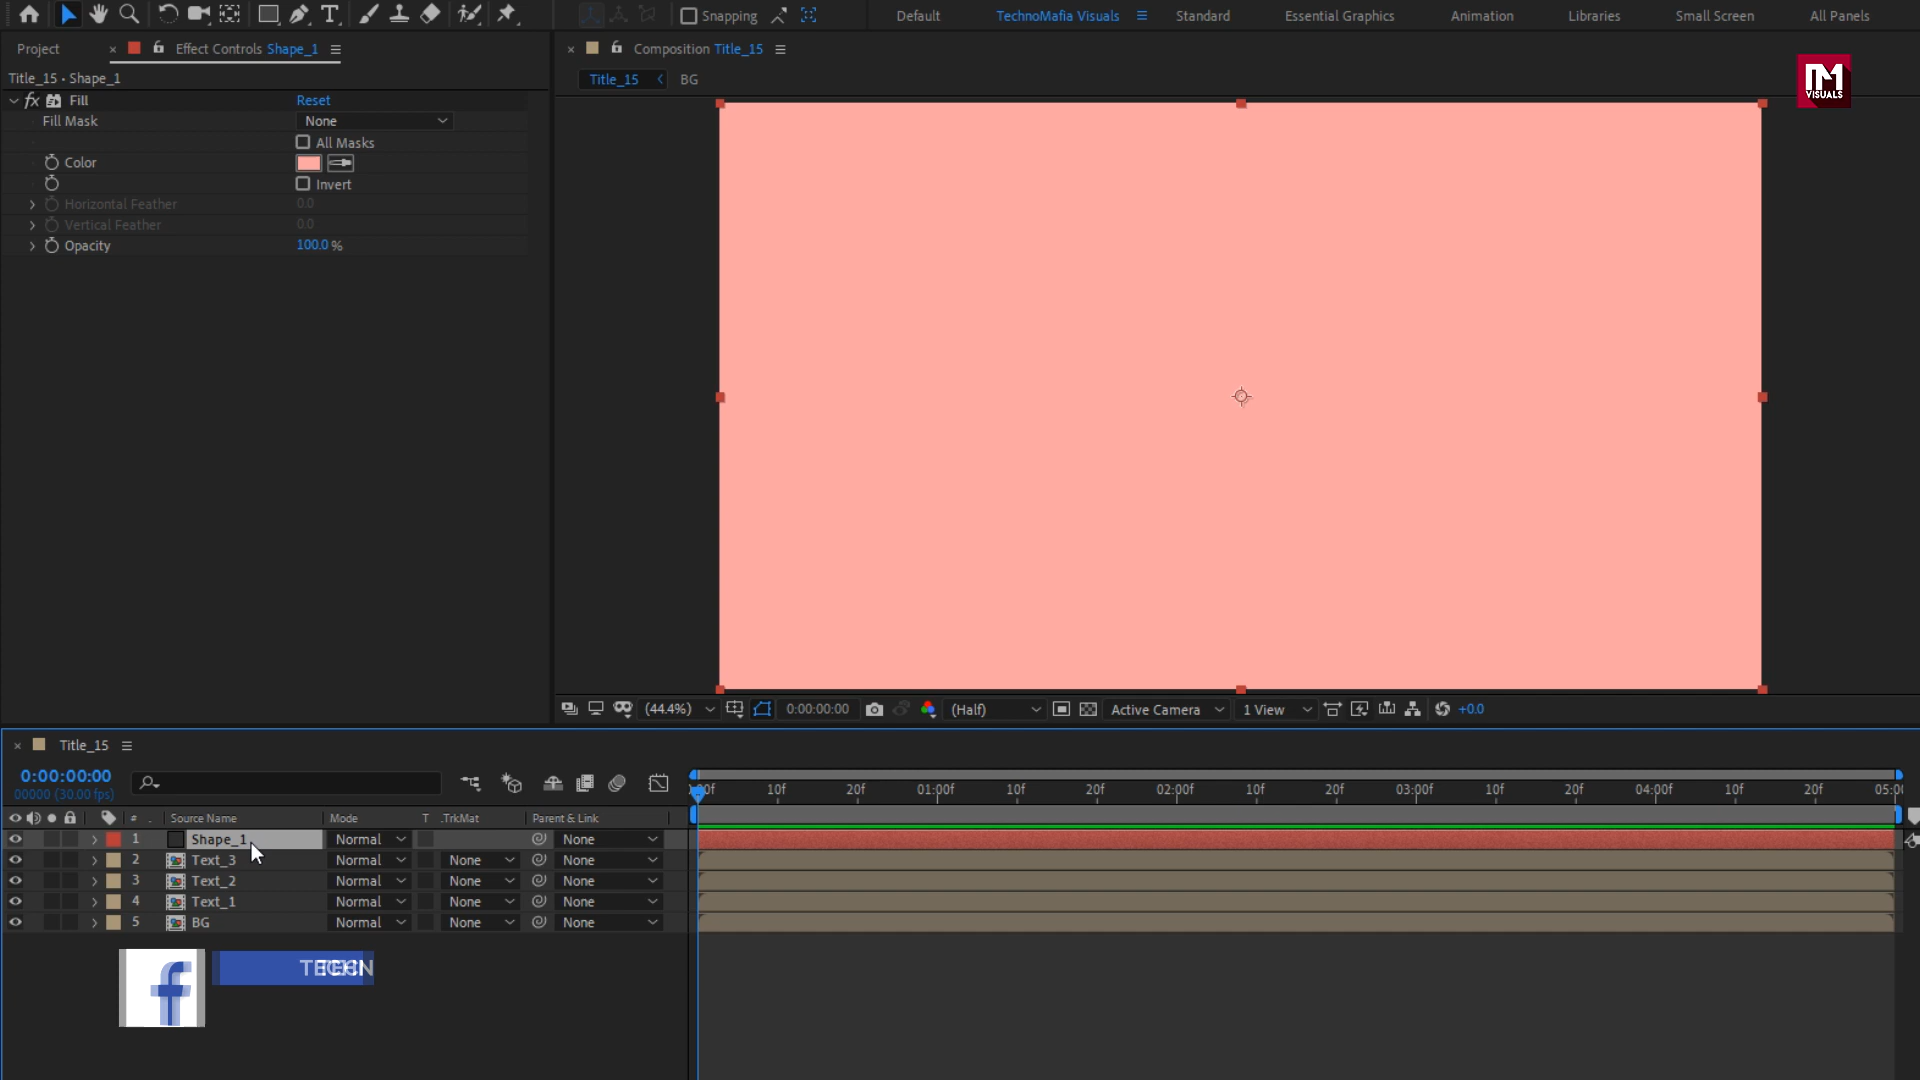 Snapping
Default
TechnoMafia Visuals
Standard
Essential Graphics
Animation
Libraries
Small Screen
All Panels
Project
Effect Controls Shape_1
Composition Title_15
Title_15 • Shape_1
Title_15
BG
VISUALS
fx Fill
Reset
Fill Mask
None
All Masks
Color
Invert
Horizontal Feather
0.0
Vertical Feather
0.0
Opacity
100.0 %
(44.4%)
0:00:00:00
(Half)
Active Camera
1 View
+0.0
Title_15
0:00:00:00
00000 (30.00 fps)
10f
20f
01:00f
10f
20f
02:00f
10f
20f
03:00f
10f
20f
04:00f
10f
20f
#
Source Name
Mode
T
.TrkMat
Parent & Link
1
Shape_1
Normal
None
2
Text_3
Normal
None
None
3
Text_2
Normal
None
None
4
Text_1
Normal
None
None
5
BG
Normal
None
None